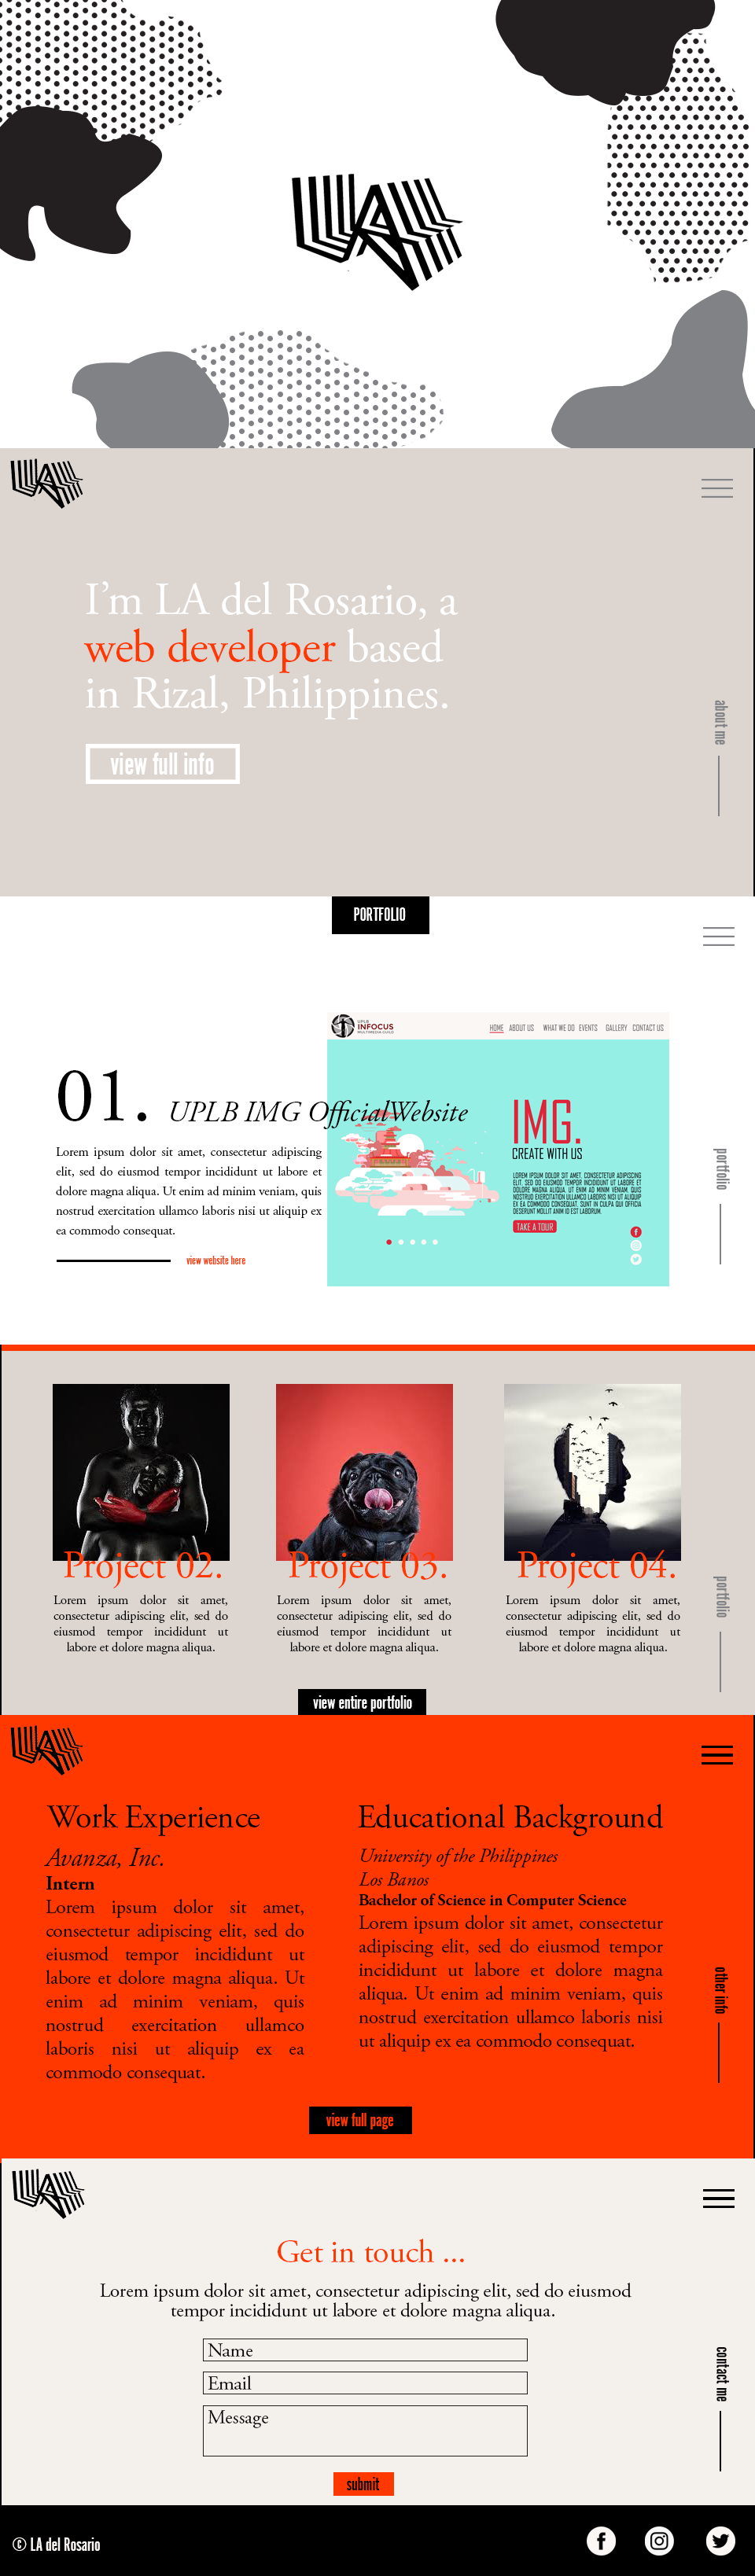 LA
LA
I’m LA del Rosario, a
web developer based
in Rizal, Philippines.
view full info
about me
PORTFOLIO
UPLB
INFOCUS
MULTIMEDIA GUILD
HOME ABOUT US WHAT WE DO EVENTS GALLERY CONTACT US
01. UPLB IMG OfficialWebsite
Lorem ipsum dolor sit amet, consectetur adipiscing
elit, sed do eiusmod tempor incididunt ut labore et
dolore magna aliqua. Ut enim ad minim veniam, quis
nostrud exercitation ullamco laboris nisi ut aliquip ex
ea commodo consequat.
view website here
IMG.
CREATE WITH US
LOREM IPSUM DOLOR SIT AMET, CONSECTETUR ADIPISCING
ELIT, SED DO EIUSMOD TEMPOR INCIDIDUNT UT LABORE ET
DOLORE MAGNA ALIQUA. UT ENIM AD MINIM VENIAM, QUIS
NOSTRUD EXERCITATION ULLAMCO LABORIS NISI UT ALIQUIP
EX EA COMMODO CONSEQUAT.
SUNT IN CULPA QUI OFFICIA
DESERUNT MOLLIT ANIM ID EST LABORUM.
TAKE A TOUR
portfolio
Project 02.
Lorem ipsum dolor sit amet,
consectetur adipiscing elit, sed do
eiusmod tempor incididunt ut
labore et dolore magna aliqua.
Project 03.
Lorem ipsum dolor sit amet,
consectetur adipiscing elit, sed do
eiusmod tempor incididunt ut
labore et dolore magna aliqua.
Project 04.
Lorem ipsum dolor sit amet,
consectetur adipiscing elit, sed do
eiusmod tempor incididunt ut
labore et dolore magna aliqua.
portfolio
view entire portfolio
LA
Work Experience
Avanza, Inc.
Intern
Lorem ipsum dolor sit amet,
consectetur adipiscing elit, sed do
eiusmod tempor incididunt ut
labore et dolore magna aliqua. Ut
enim ad minim veniam, quis
nostrud exercitation ullamco
laboris nisi ut aliquip ex ea
commodo consequat.
Educational Background
University of the Philippines
Los Banos
Bachelor of Science in Computer Science
Lorem ipsum dolor sit amet, consectetur
adipiscing elit, sed do eiusmod tempor
incididunt ut labore et dolore magna
aliqua. Ut enim ad minim veniam, quis
nostrud exercitation ullamco laboris nisi
ut aliquip ex ea commodo consequat.
other info
view full page
LA
Get in touch ...
Lorem ipsum dolor sit amet, consectetur adipiscing elit, sed do eiusmod
tempor incididunt ut labore et dolore magna aliqua.
Name
Email
Message
submit
contact me
© LA del Rosario